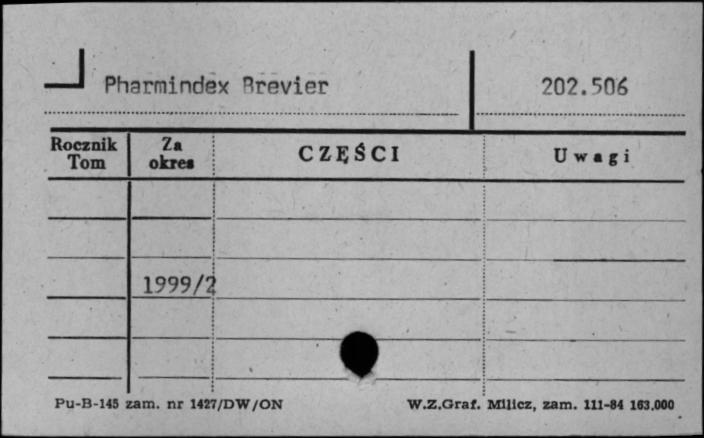 Pharmindex Brevier 202.506
Rocznik Tom Za okres CZĘŚCI Uwagi
1999/2
Pu-B-145 zam. nr 1427/DW/ON W.Z.Graf. Milicz, zam. 111-84 163.000